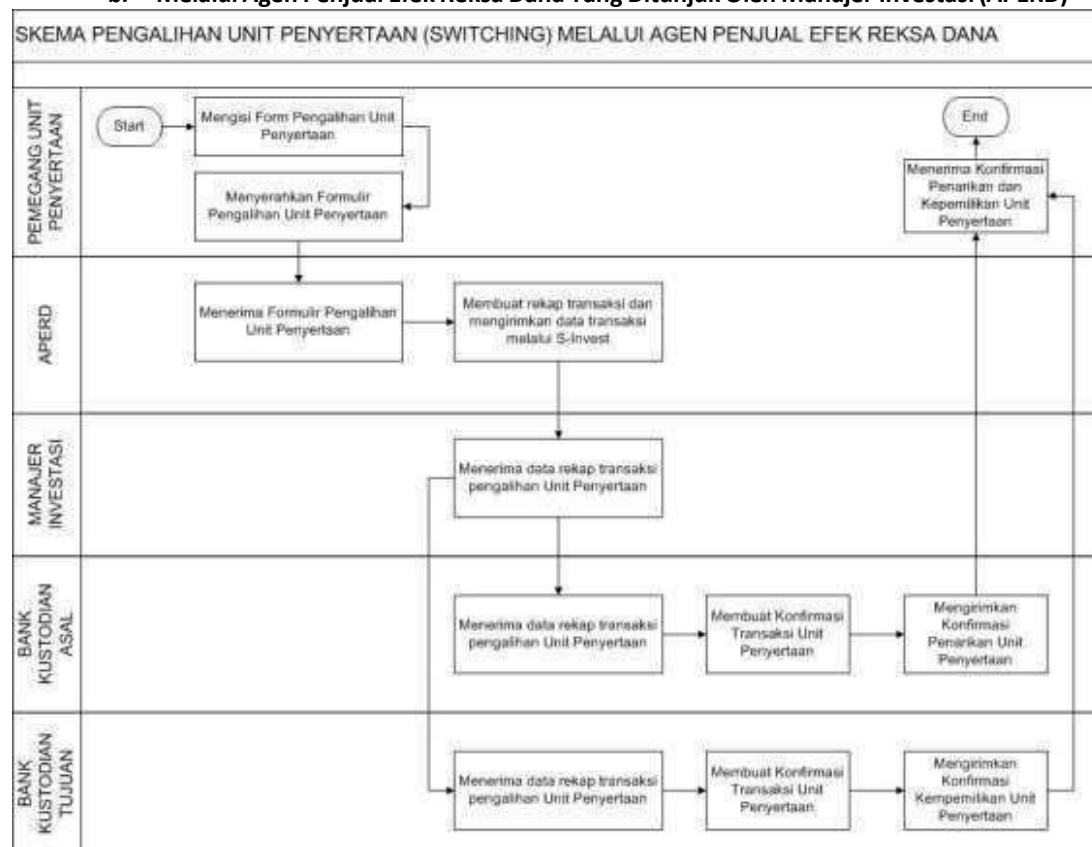 b. Melalui Agen Penjual Efek Reksa Dana Yang Ditunjuk Oleh Manajer Investasi (APERD)
SKEMA PENGALIHAN UNIT PENYERTAAN (SWITCHING) MELALUI AGEN PENJUAL EFEK REKSA DANA
PEMEGANG UNIT
PENYERTAAN
Start
Mengisi Form Pengalihan Unit
Penyertaan
Menyerahkan Formulir
Pengalihan Unit Penyertaan
End
Menerima Konfirmasi
Penarikan dan
Kepemilikan Unit
Penyertaan
APERD
Menerima Formulir Pengalihan
Unit Penyertaan
Membuat rekap transaksi dan
mengirimkan data transaksi
melalui S-Invest
MANAJER
INVESTASI
Menerima data rekap transaksi
pengalihan Unit Penyertaan
BANK
KUSTODIAN
ASAL
Menerima data rekap transaksi
pengalihan Unit Penyertaan
Membuat Konfirmasi
Transaksi Unit
Penyertaan
Mengirimkan
Konfirmasi
Penarikan Unit
Penyertaan
BANK
KUSTODIAN
TUJUAN
Menerima data rekap transaksi
pengalihan Unit Penyertaan
Membuat Konfirmasi
Transaksi Unit
Penyertaan
Mengirimkan
Konfirmasi
Kempemilikan Unit
Penyertaan